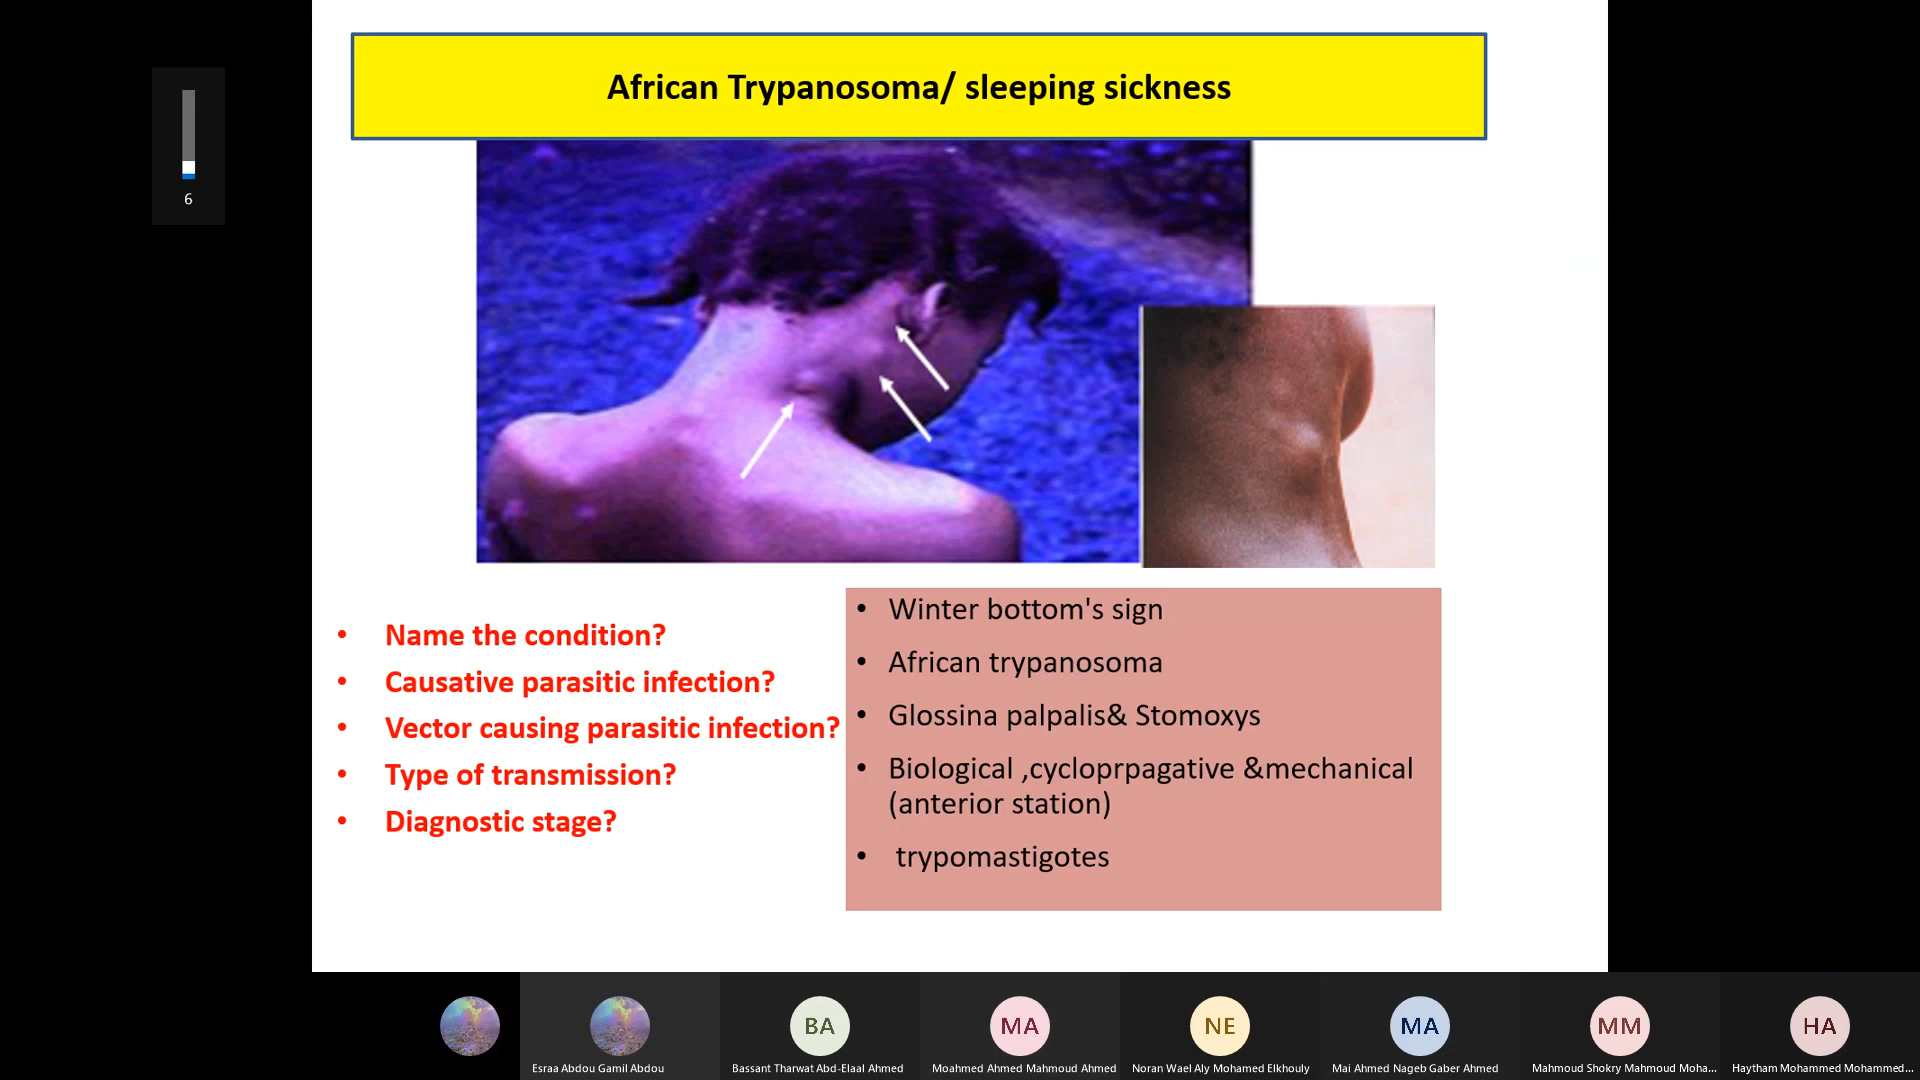 African Trypanosoma/ sleeping sickness
6
• Name the condition?
• Causative parasitic infection?
• Vector causing parasitic infection?
• Type of transmission?
• Diagnostic stage?
• Winter bottom's sign
• African trypanosoma
• Glossina palpalis& Stomoxys
• Biological ,cycloprpagative &mechanical
(anterior station)
• trypomastigotes
BA
MA
NE
MA
MM
HA
Esraa Abdou Gamil Abdou
Bassant Tharwat Abd-Elaal Ahmed
Moahmed Ahmed Mahmoud Ahmed
Noran Wael Aly Mohamed Elkhouly
Mai Ahmed Nageb Gaber Ahmed
Mahmoud Shokry Mahmoud Moha...
Haytham Mohammed Mohammed...